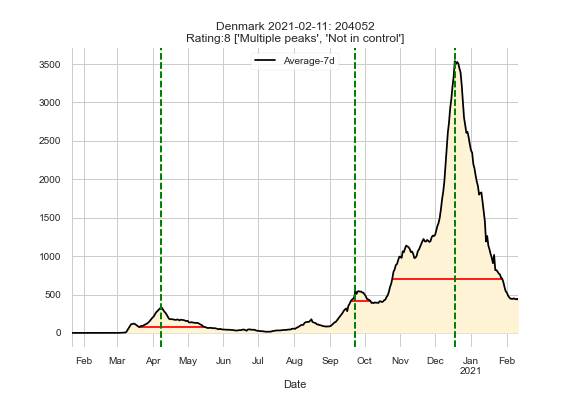 Denmark 2021-02-11: 204052
Rating:8 ['Multiple peaks', 'Not in control']
Average-7d
3500
3000
2500
2000
1500
1000
500
0
Feb Mar Apr May Jun Jul Aug Sep Oct Nov Dec Jan Feb
2021
Date